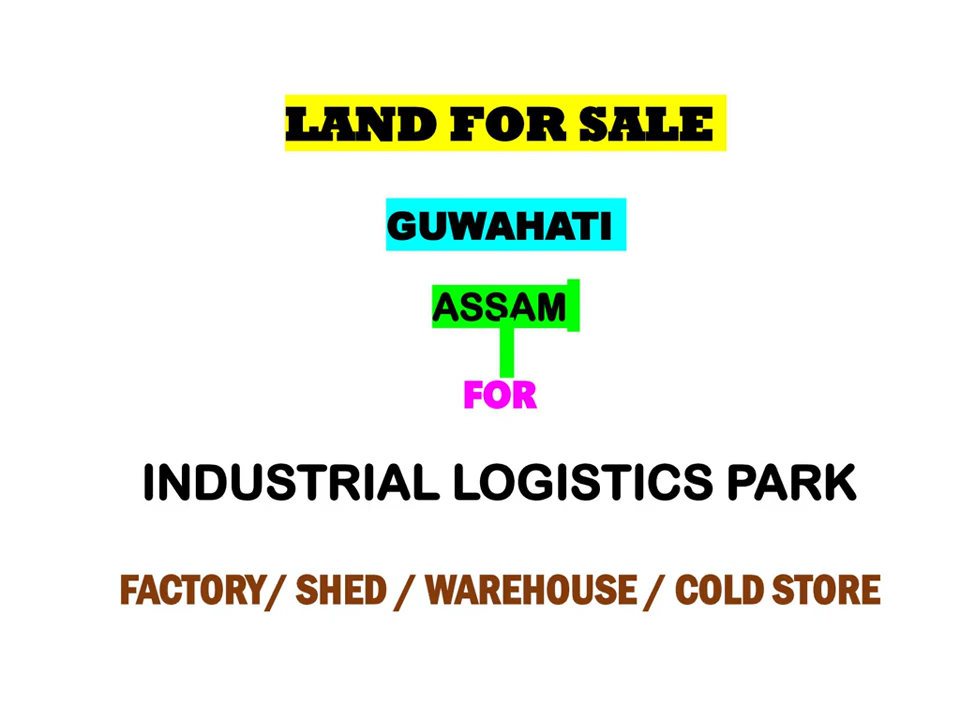 LAND FOR SALE
GUWAHATI
ASSAM
FOR
INDUSTRIAL LOGISTICS PARK
FACTORY/ SHED / WAREHOUSE / COLD STORE